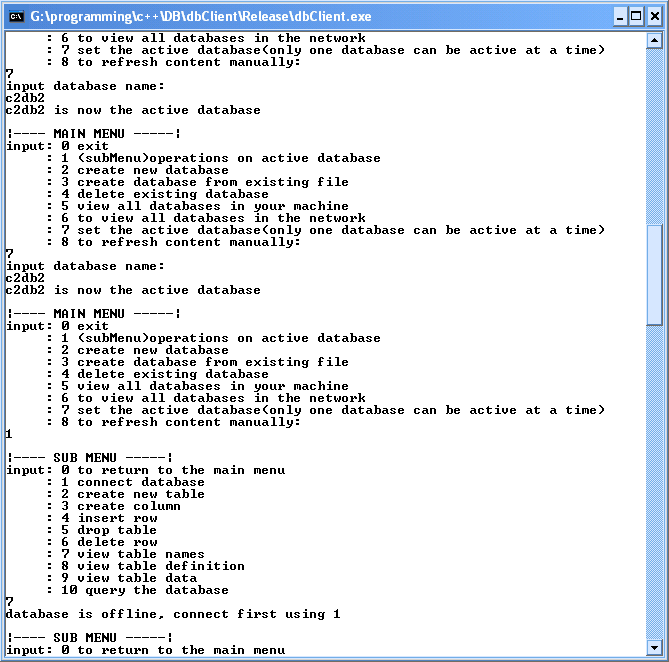 G:\programming\c++\DB\dbClient\Release\dbClient.exe
: 6 to view all databases in the network
: 7 set the active database(only one database can be active at a time)
: 8 to refresh content manually:
7
input database name:
c2db2
c2db2 is now the active database
¦---- MAIN MENU -----¦
input: 0 exit
: 1 (subMenu)operations on active database
: 2 create new database
: 3 create database from existing file
: 4 delete existing database
: 5 view all databases in your machine
: 6 to view all databases in the network
: 7 set the active database(only one database can be active at a time)
: 8 to refresh content manually:
7
input database name:
c2db2
c2db2 is now the active database
¦---- MAIN MENU -----¦
input: 0 exit
: 1 (subMenu)operations on active database
: 2 create new database
: 3 create database from existing file
: 4 delete existing database
: 5 view all databases in your machine
: 6 to view all databases in the network
: 7 set the active database(only one database can be active at a time)
: 8 to refresh content manually:
1
¦---- SUB MENU -----¦
input: 0 to return to the main menu
: 1 connect database
: 2 create new table
: 3 create column
: 4 insert row
: 5 drop table
: 6 delete row
: 7 view table names
: 8 view table definition
: 9 view table data
: 10 query the database
7
database is offline, connect first using 1
¦---- SUB MENU -----¦
input: 0 to return to the main menu